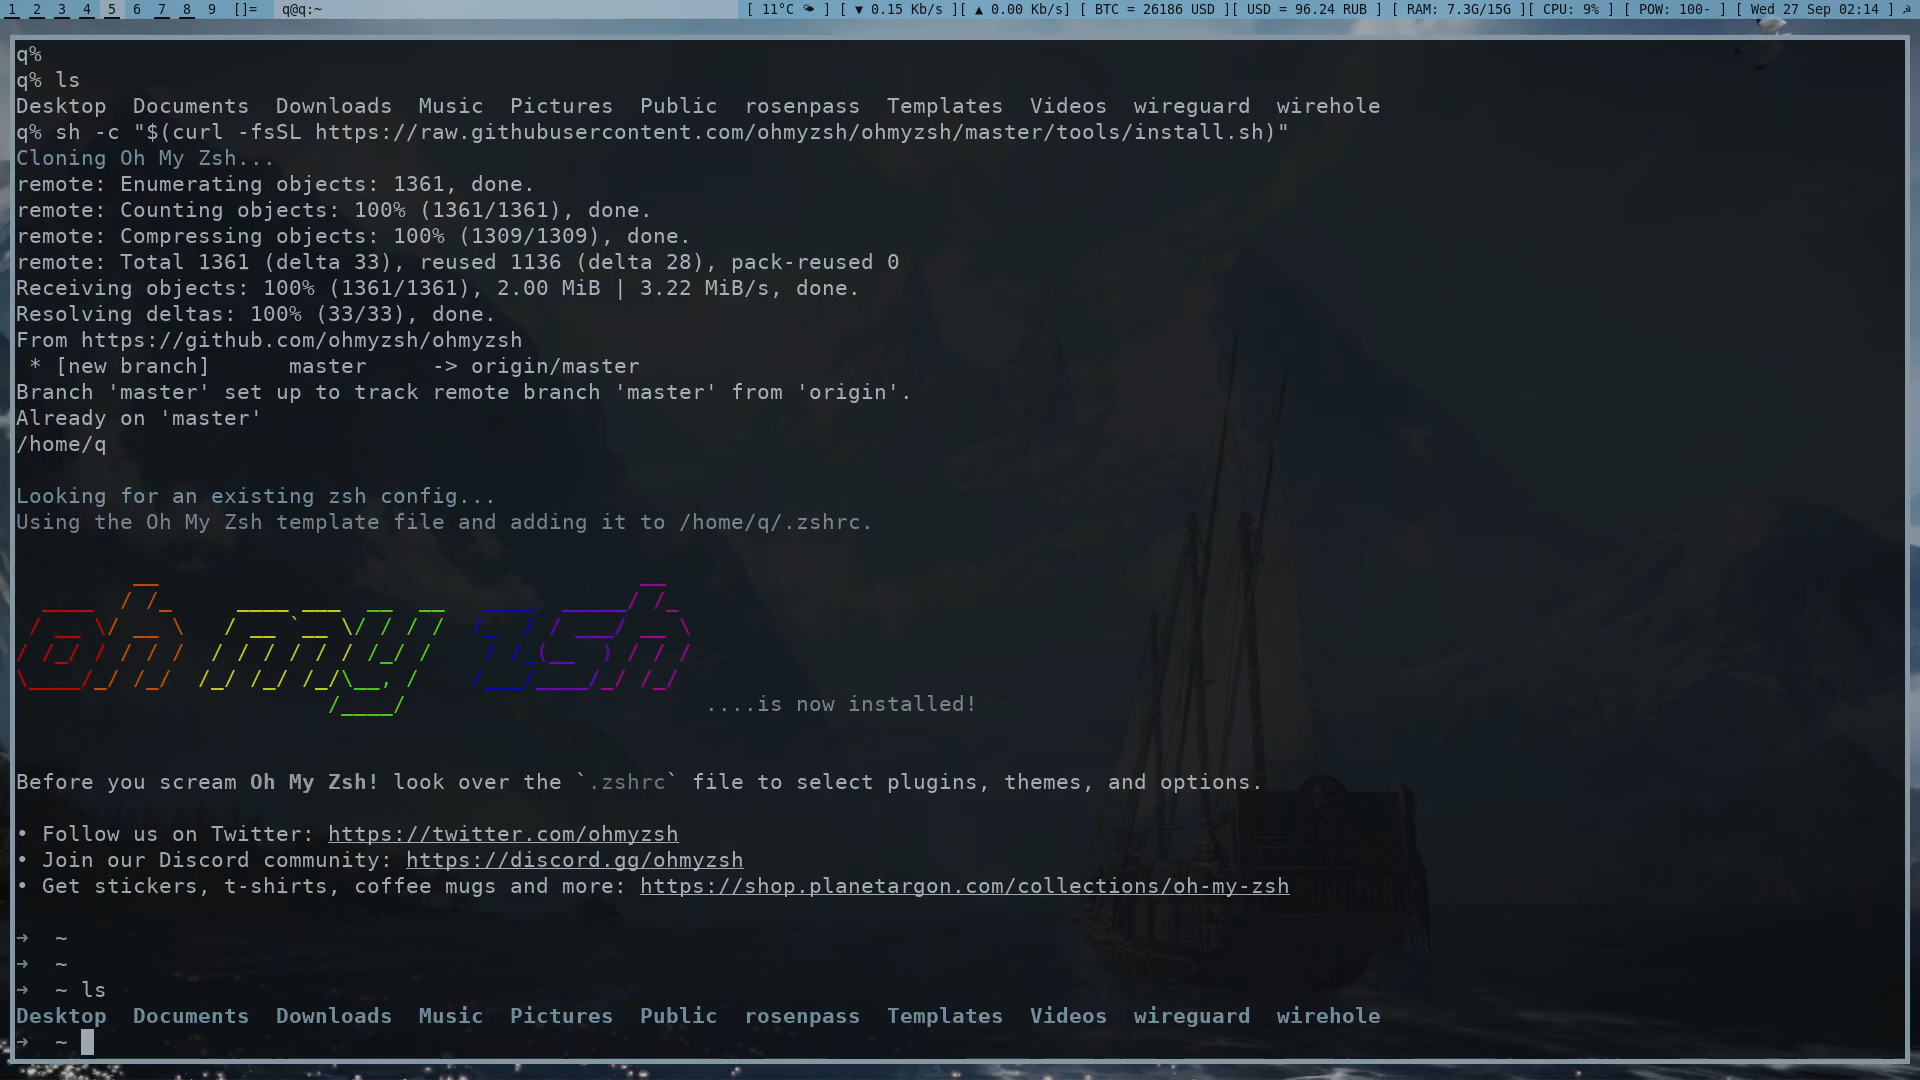 1 2 3 4 5 6 7 8 9 []= q@q:~ [ 11°C ] [ ▼ 0.15 Kb/s ][ ▲ 0.00 Kb/s] [ BTC = 26186 USD ][ USD = 96.24 RUB ] [ RAM: 7.3G/15G ][ CPU: 9% ] [ POW: 100- ] [ Wed 27 Sep 02:14 ]
q%
q% ls
Desktop  Documents  Downloads  Music  Pictures  Public  rosenpass  Templates  Videos  wireguard  wirehole
q% sh -c "$(curl -fsSL https://raw.githubusercontent.com/ohmyzsh/ohmyzsh/master/tools/install.sh)"
Cloning Oh My Zsh...
remote: Enumerating objects: 1361, done.
remote: Counting objects: 100% (1361/1361), done.
remote: Compressing objects: 100% (1309/1309), done.
remote: Total 1361 (delta 33), reused 1136 (delta 28), pack-reused 0
Receiving objects: 100% (1361/1361), 2.00 MiB | 3.22 MiB/s, done.
Resolving deltas: 100% (33/33), done.
From https://github.com/ohmyzsh/ohmyzsh
 * [new branch]      master     -> origin/master
Branch 'master' set up to track remote branch 'master' from 'origin'.
Already on 'master'
/home/q
Looking for an existing zsh config...
Using the Oh My Zsh template file and adding it to /home/q/.zshrc.
oh my zsh
....is now installed!
Before you scream Oh My Zsh! look over the `.zshrc` file to select plugins, themes, and options.
• Follow us on Twitter: https://twitter.com/ohmyzsh
• Join our Discord community: https://discord.gg/ohmyzsh
• Get stickers, t-shirts, coffee mugs and more: https://shop.planetargon.com/collections/oh-my-zsh
➜  ~
➜  ~
➜  ~ ls
Desktop  Documents  Downloads  Music  Pictures  Public  rosenpass  Templates  Videos  wireguard  wirehole
➜  ~